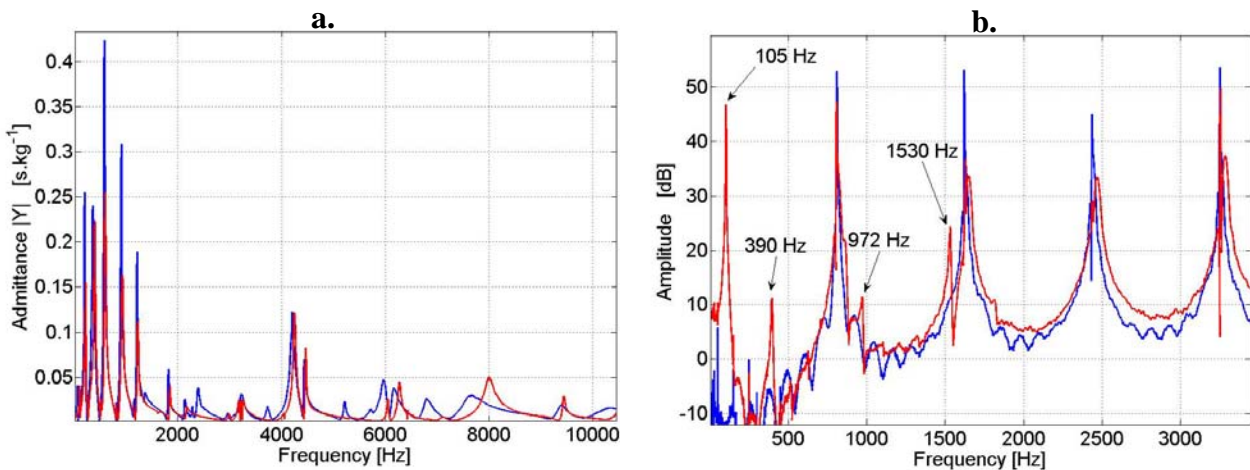 a.
Admittance |Y| [s.kg⁻¹]
0.4
0.35
0.3
0.25
0.2
0.15
0.1
0.05
2000
4000
6000
8000
10000
Frequency [Hz]
b.
Amplitude [dB]
50
40
30
20
10
0
-10
105 Hz
390 Hz
972 Hz
1530 Hz
500
1000
1500
2000
2500
3000
Frequency [Hz]